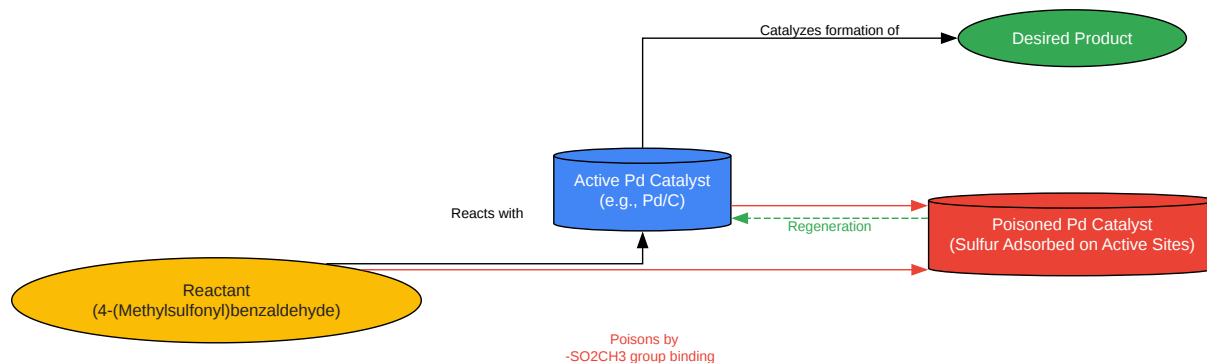 Catalyzes formation of
Desired Product
Active Pd Catalyst
(e.g., Pd/C)
Reacts with
Regeneration
Poisoned Pd Catalyst
(Sulfur Adsorbed on Active Sites)
Reactant
(4-(Methylsulfonyl)benzaldehyde)
Poisons by
-SO2CH3 group binding